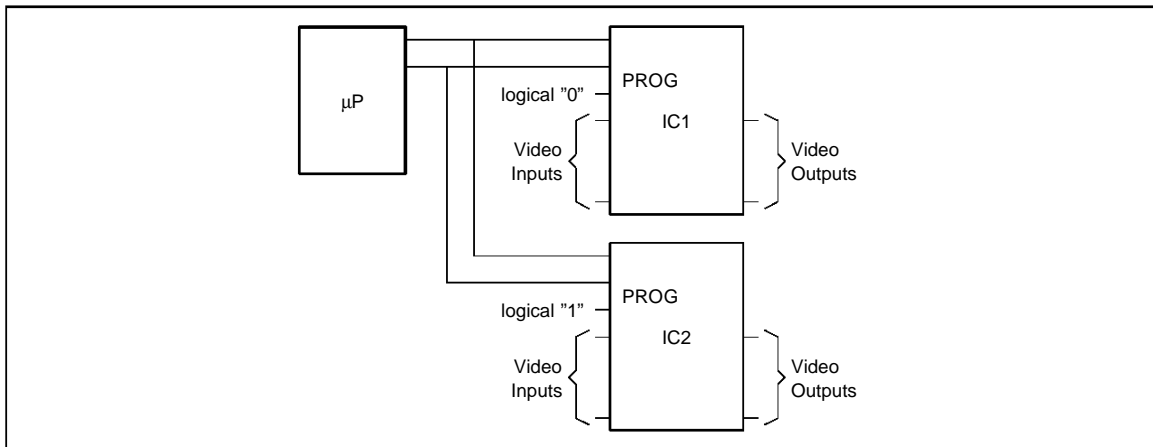 μP
PROG
logical ”0”
IC1
Video
Inputs
Video
Outputs
PROG
logical ”1”
IC2
Video
Inputs
Video
Outputs